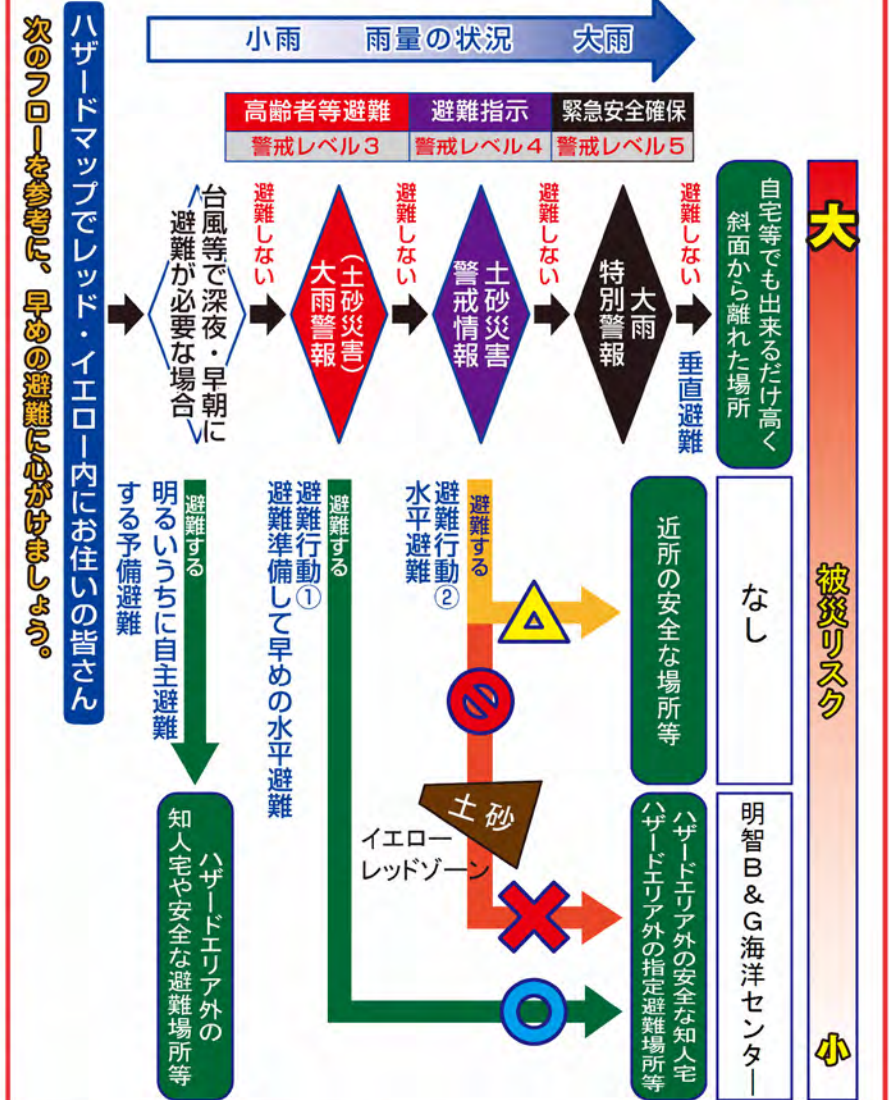 次のフローを参考に、早めの避難に心がけましょう。
ハザードマップでレッド・イエロー内にお住いの皆さん
小雨 雨量の状況 大雨
高齢者等避難 避難指示 緊急安全確保
警戒レベル3 警戒レベル4 警戒レベル5
台風等で深夜・早朝に
避難が必要な場合
避難しない
(土砂災害)
大雨警報
避難しない
土砂災害
警戒情報
避難しない
大雨
特別警報
避難しない
垂直避難
自宅等でも出来るだけ高く
斜面から離れた場所
避難する
明るいうちに自主避難
する予備避難
避難する
避難行動①
避難準備して早めの水平避難
避難する
避難行動②
水平避難
土砂
イエロー
レッドゾーン
近所の安全な場所等
なし
ハザードエリア外の安全な知人宅
ハザードエリア外の指定避難場所等
明智B&G海洋センター
ハザードエリア外の
知人宅や安全な避難場所等
大
被災リスク
小